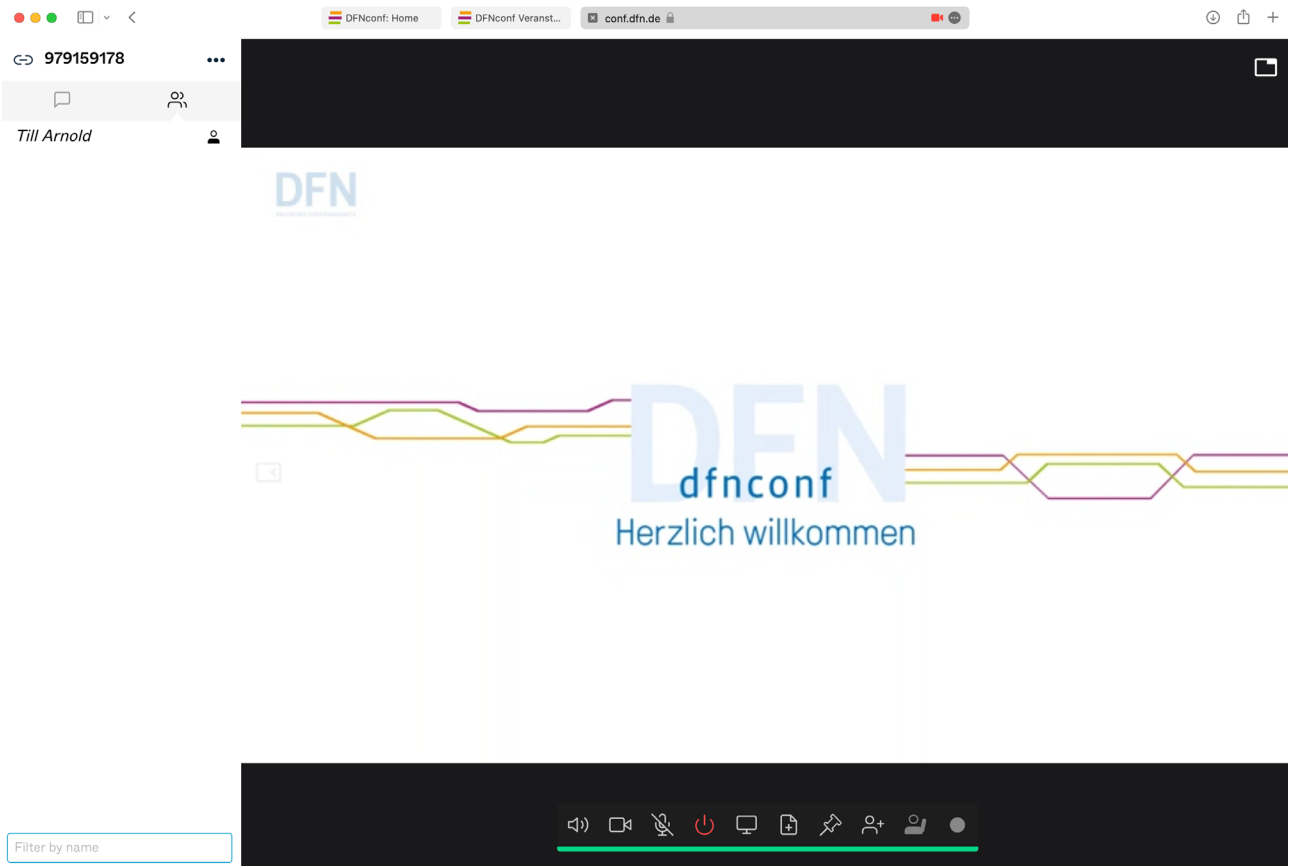 DFNconf: Home
DFNconf Veranst...
conf.dfn.de
979159178
Till Arnold
DFN
DFN
dfnconf
Herzlich willkommen
Filter by name